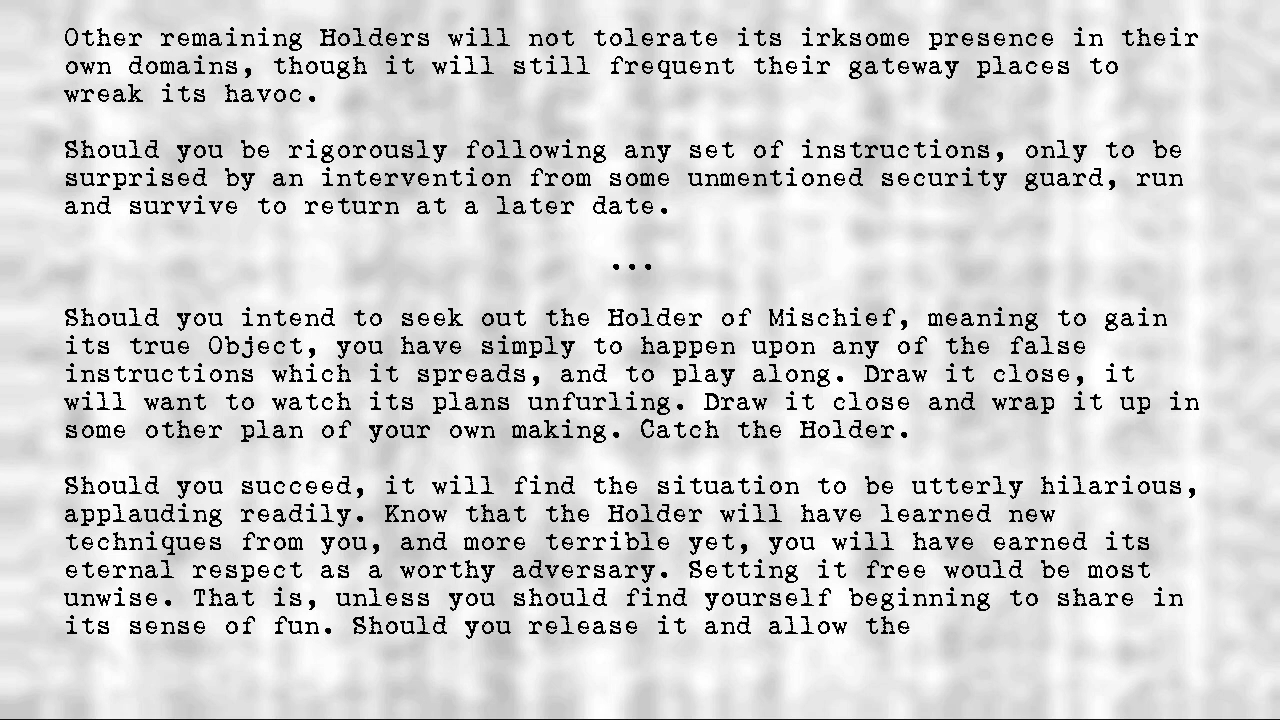 Other remaining Holders will not tolerate its irksome presence in their
own domains, though it will still frequent their gateway places to
wreak its havoc.
Should you be rigorously following any set of instructions, only to be
surprised by an intervention from some unmentioned security guard, run
and survive to return at a later date.
...
Should you intend to seek out the Holder of Mischief, meaning to gain
its true Object, you have simply to happen upon any of the false
instructions which it spreads, and to play along. Draw it close, it
will want to watch its plans unfurling. Draw it close and wrap it up in
some other plan of your own making. Catch the Holder.
Should you succeed, it will find the situation to be utterly hilarious,
applauding readily. Know that the Holder will have learned new
techniques from you, and more terrible yet, you will have earned its
eternal respect as a worthy adversary. Setting it free would be most
unwise. That is, unless you should find yourself beginning to share in
its sense of fun. Should you release it and allow the